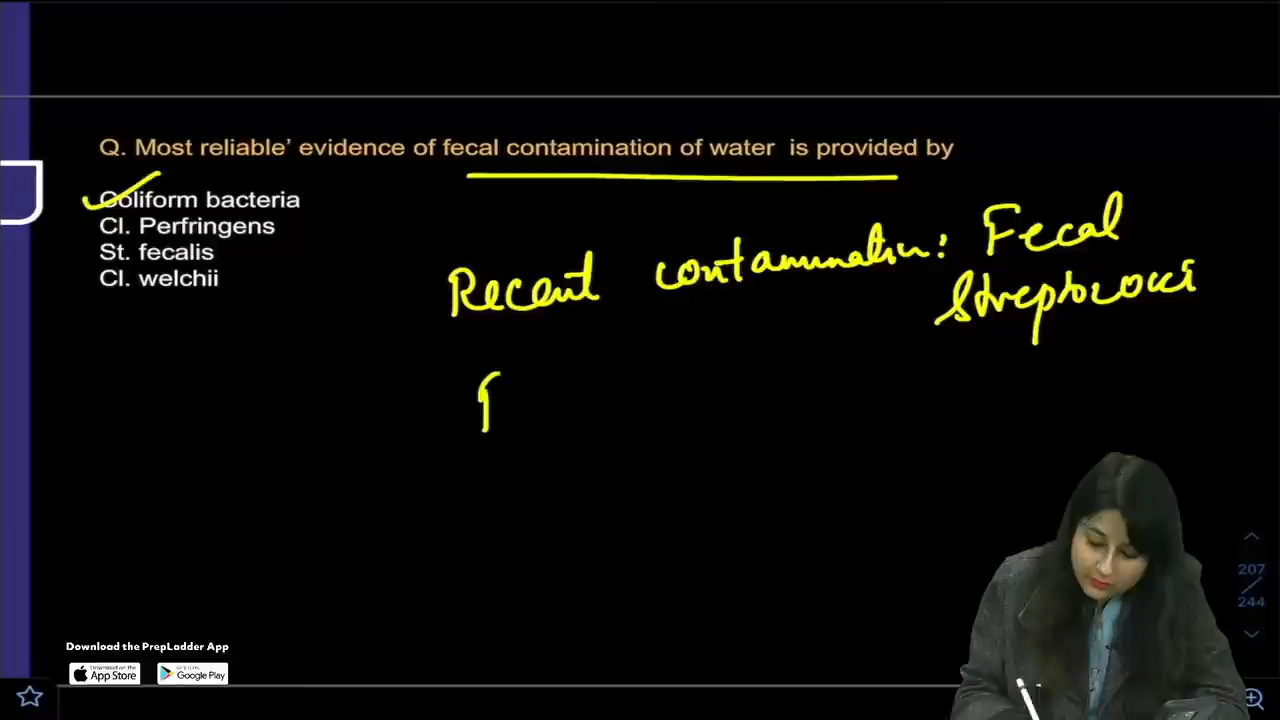 Q. Most reliable’ evidence of fecal contamination of water is provided by
Coliform bacteria
Cl. Perfringens
St. fecalis
Cl. welchii
Recent contamination: Fecal
Streptococci
207
244
Download the PrepLadder App
App Store
Google Play